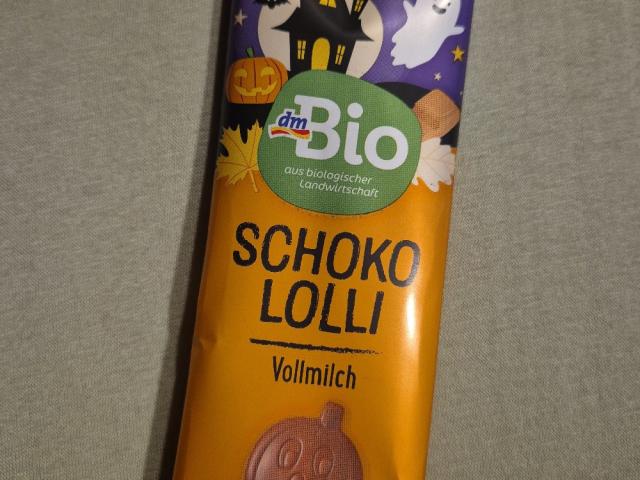 dm
Bio
aus biologischer
Landwirtschaft
SCHOKO
LOLLI
Vollmilch